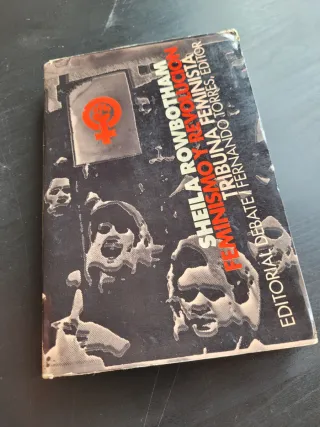 SHEILA ROWBOTHAM
FEMINISMO Y REVOLUCION
TRIBUNA FEMINISTA
EDITORIAL DEBATE / FERNANDO TORRES, EDITOR